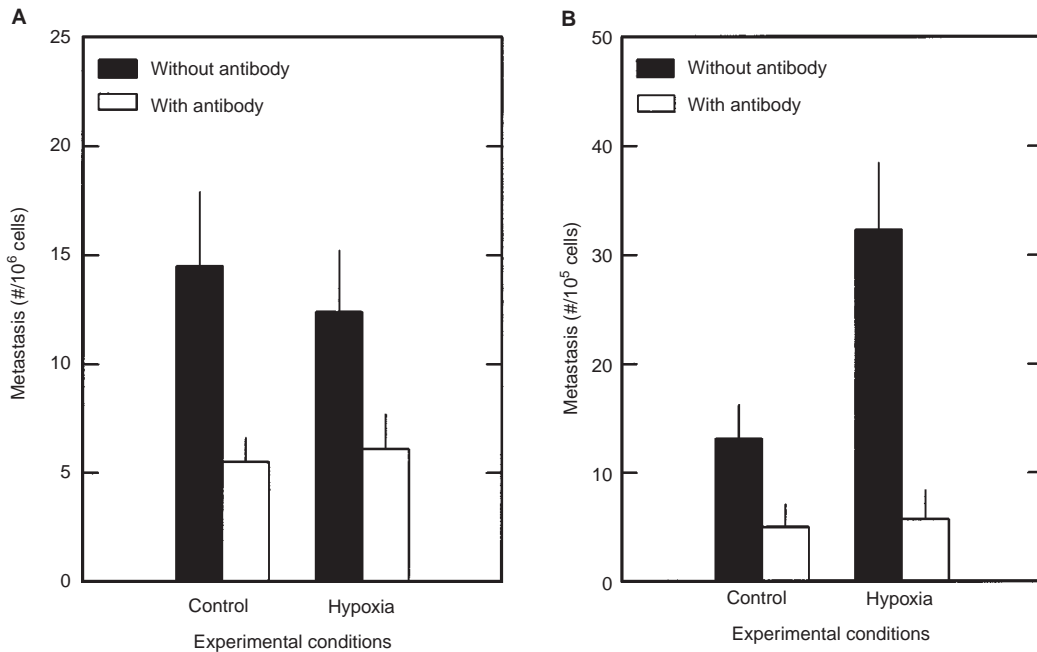 A
Metastasis (#/10⁶ cells)
25
20
15
10
5
0
Without antibody
With antibody
Control
Hypoxia
Experimental conditions
B
Metastasis (#/10⁵ cells)
50
40
30
20
10
0
Without antibody
With antibody
Control
Hypoxia
Experimental conditions